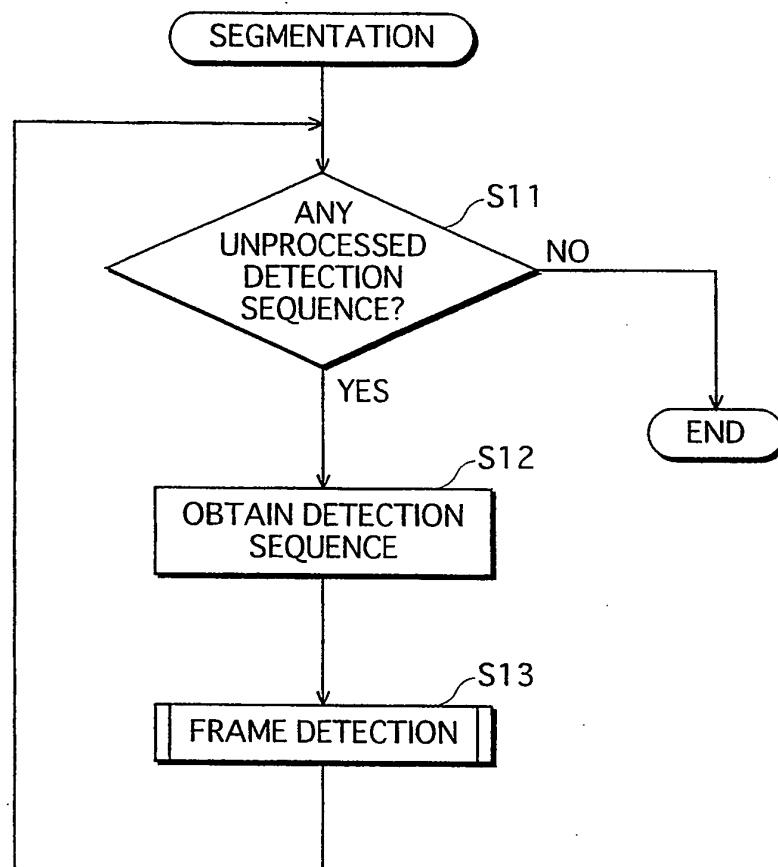 SEGMENTATION
S11
ANY
UNPROCESSED
DETECTION
SEQUENCE?
NO
YES
END
S12
OBTAIN DETECTION
SEQUENCE
S13
FRAME DETECTION